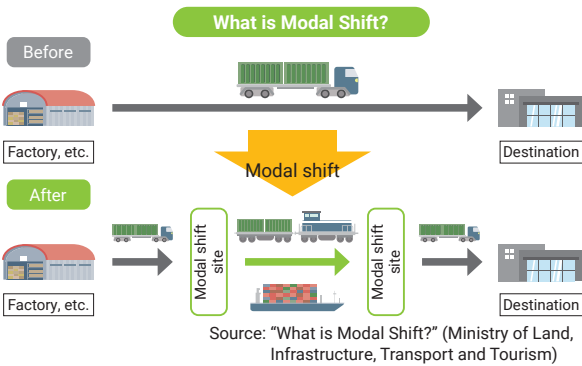 What is Modal Shift?
Before
Factory, etc.
Destination
Modal shift
After
Modal shift
site
Modal shift
site
Factory, etc.
Destination
Source: “What is Modal Shift?” (Ministry of Land,
Infrastructure, Transport and Tourism)